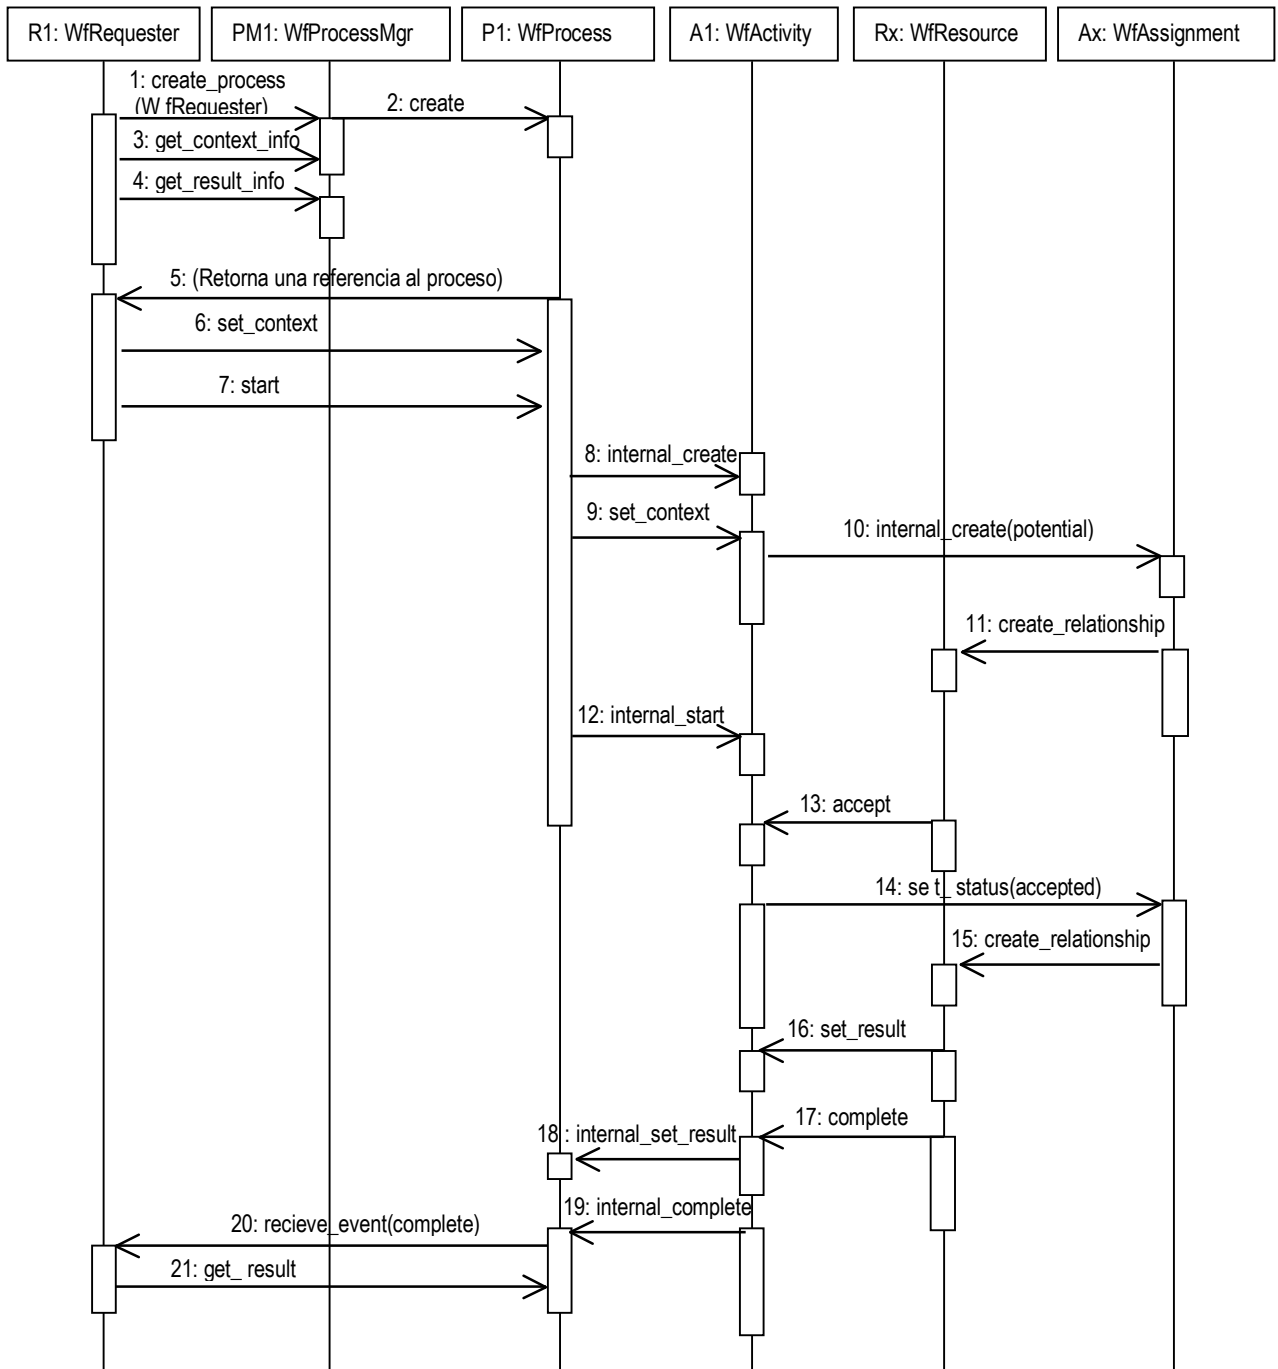 R1: WfRequester
PM1: WfProcessMgr
P1: WfProcess
A1: WfActivity
Rx: WfResource
Ax: WfAssignment
1: create_process
(W fRequester)
2: create
3: get_context_info
4: get_result_info
5: (Retorna una referencia al proceso)
6: set_context
7: start
8: internal_create
9: set_context
10: internal_create(potential)
11: create_relationship
12: internal_start
13: accept
14: se t_ status(accepted)
15: create_relationship
16: set_result
17: complete
18 : internal_set_result
19: internal_complete
20: recieve_event(complete)
21: get_ result